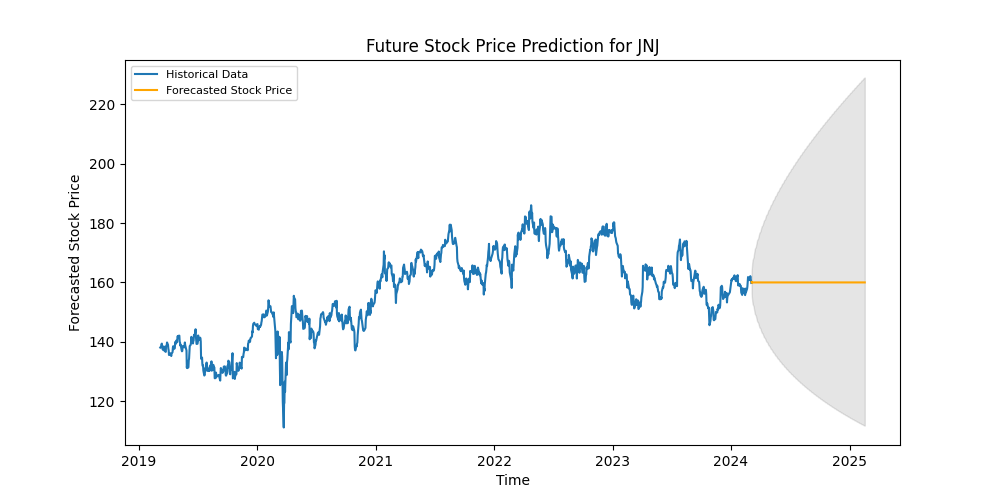 Future Stock Price Prediction for JNJ
Historical Data
Forecasted Stock Price
Forecasted Stock Price
220
200
180
160
140
120
2019 2020 2021 2022 2023 2024 2025
Time